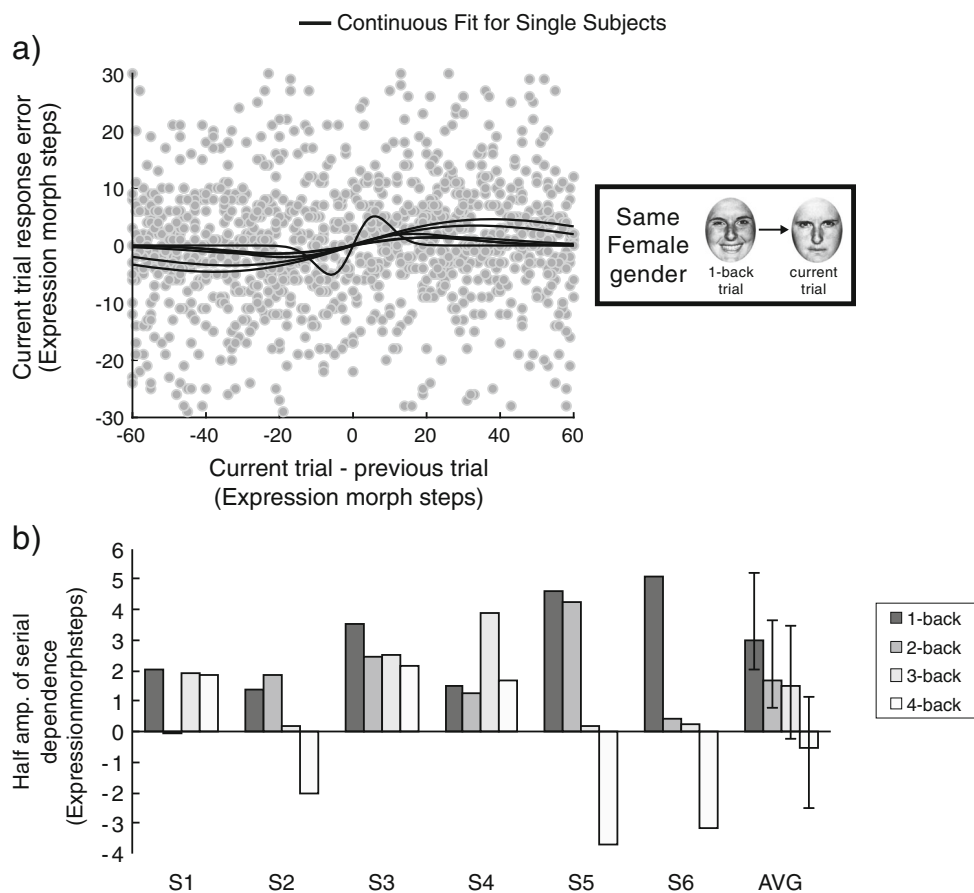 Continuous Fit for Single Subjects
a)
Current trial response error
(Expression morph steps)
30
20
10
0
-10
-20
-30
-60
-40
-20
0
20
40
60
Current trial - previous trial
(Expression morph steps)
Same
Female
gender
1-back
trial
current
trial
b)
Half amp. of serial
dependence
(Expressionmorphsteps)
6
5
4
3
2
1
0
-1
-2
-3
-4
S1
S2
S3
S4
S5
S6
AVG
1-back
2-back
3-back
4-back